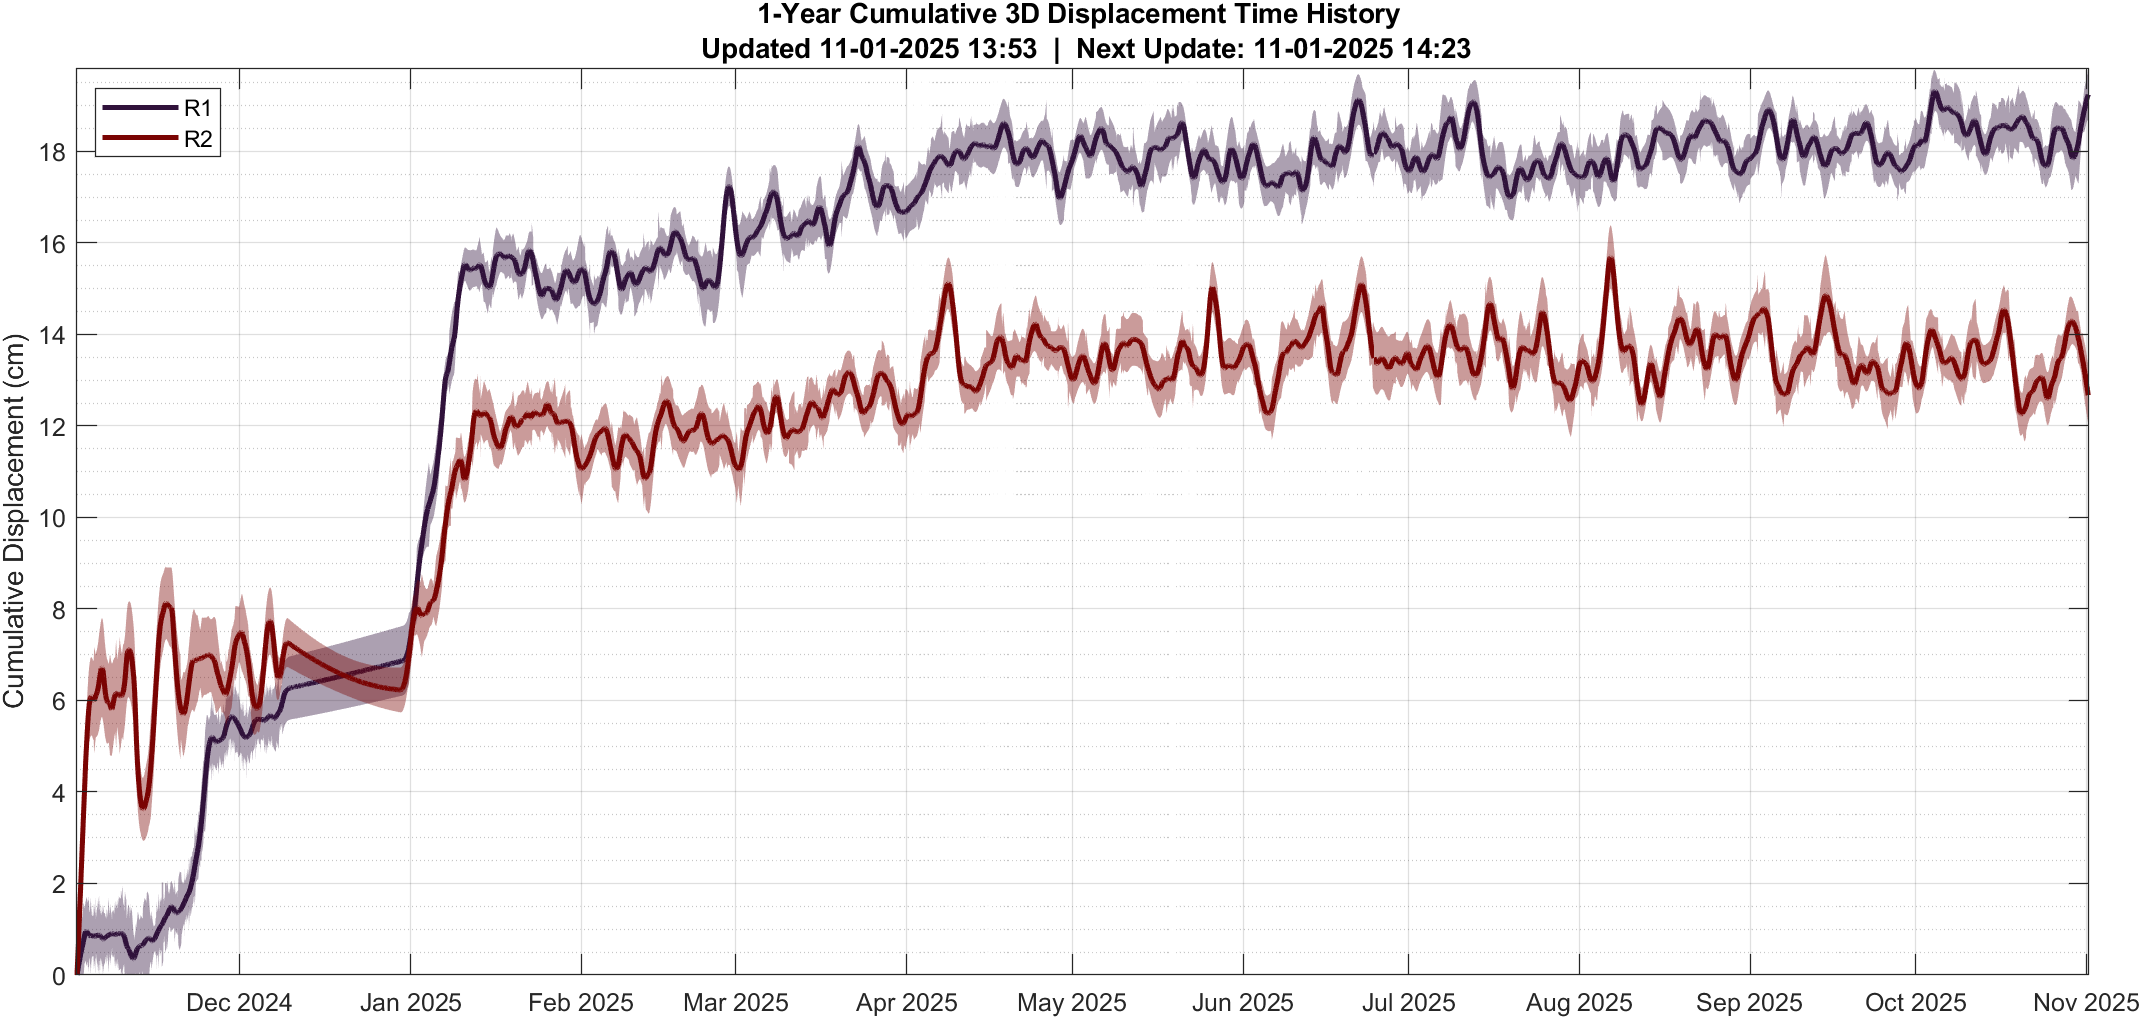 1-Year Cumulative 3D Displacement Time History
Updated 11-01-2025 13:53 | Next Update: 11-01-2025 14:23
R1
R2
Cumulative Displacement (cm)
18
16
14
12
10
8
6
4
2
0
Dec 2024 Jan 2025 Feb 2025 Mar 2025 Apr 2025 May 2025 Jun 2025 Jul 2025 Aug 2025 Sep 2025 Oct 2025 Nov 2025